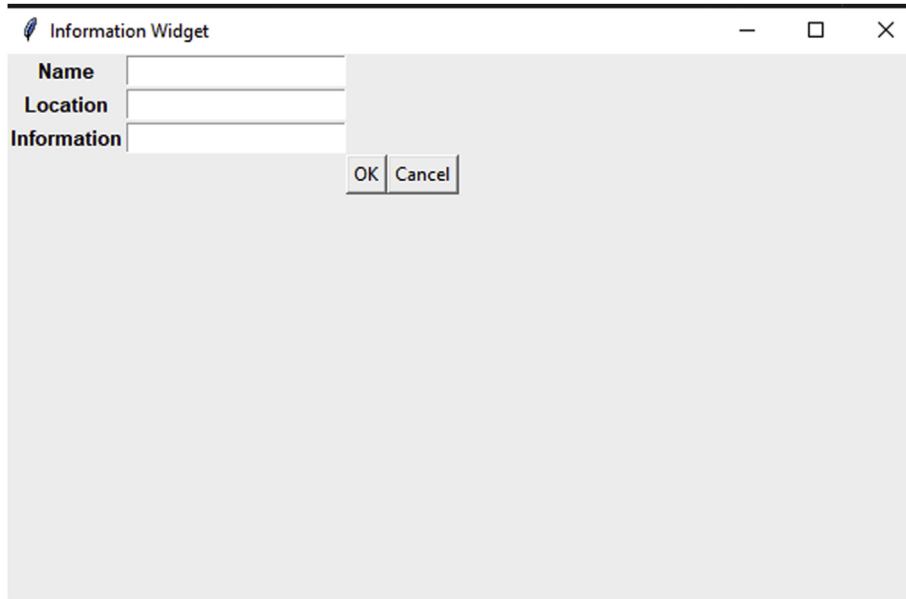 Information Widget
Name
Location
Information
OK Cancel